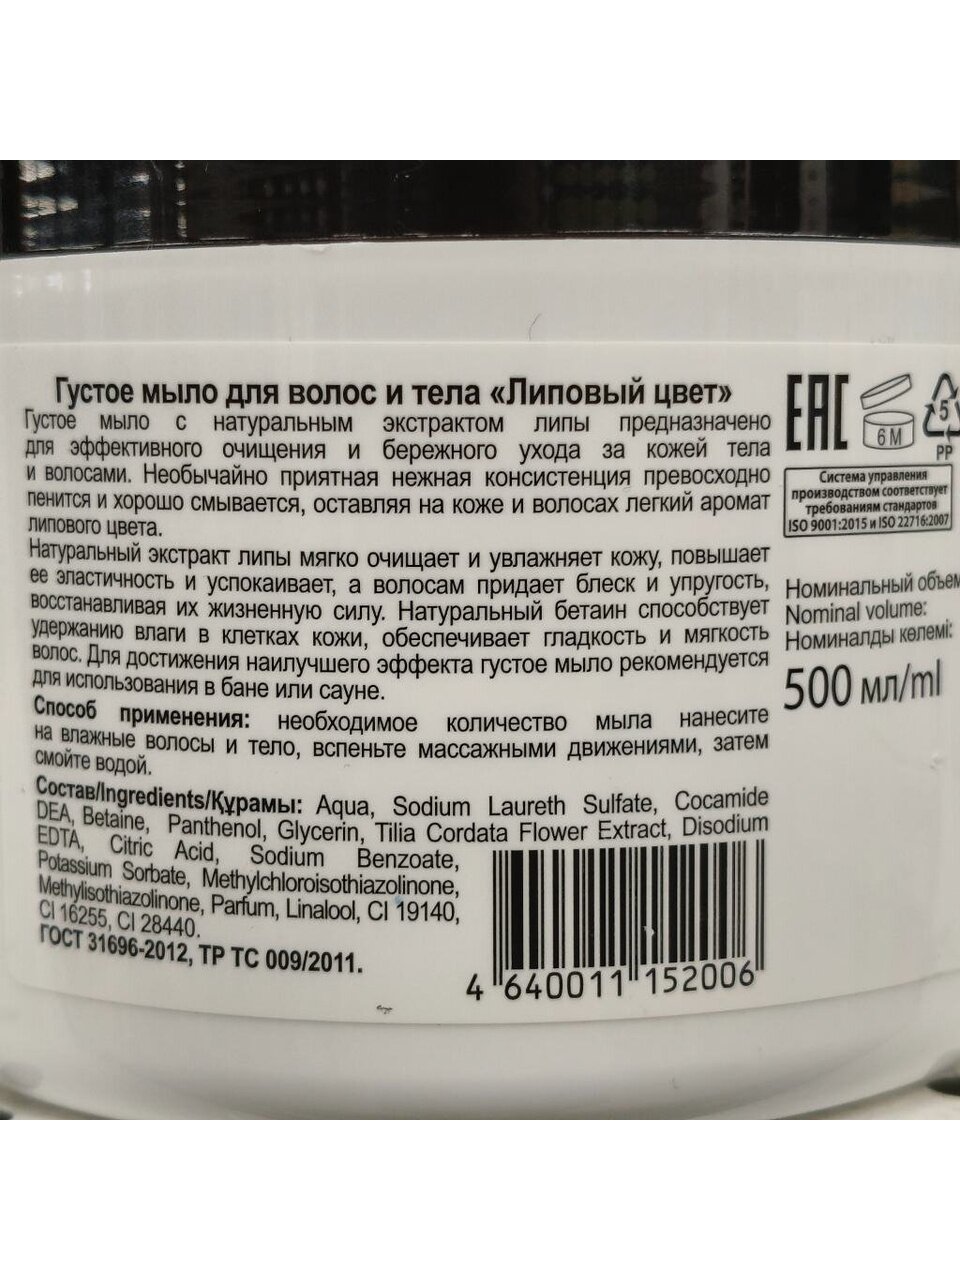 Густое мыло для волос и тела «Липовый цвет»
Густое мыло с натуральным экстрактом липы предназначено
для эффективного очищения и бережного ухода за кожей тела
и волосами. Необычайно приятная нежная консистенция превосходно
пенится и хорошо смывается, оставляя на коже и волосах легкий аромат
липового цвета.
Натуральный экстракт липы мягко очищает и увлажняет кожу, повышает
ее эластичность и успокаивает, а волосам придает блеск и упругость,
восстанавливая их жизненную силу. Натуральный бетаин способствует
удержанию влаги в клетках кожи, обеспечивает гладкость и мягкость
волос. Для достижения наилучшего эффекта густое мыло рекомендуется
для использования в бане или сауне.
Способ применения: необходимое количество мыла нанесите
на влажные волосы и тело, вспеньте массажными движениями, затем
смойте водой.
Состав/Ingredients/Құрамы: Aqua, Sodium Laureth Sulfate, Cocamide
DEA, Betaine, Panthenol, Glycerin, Tilia Cordata Flower Extract, Disodium
EDTA, Citric Acid, Sodium Benzoate,
Potassium Sorbate, Methylchloroisothiazolinone,
Methylisothiazolinone, Parfum, Linalool, CI 19140,
CI 16255, CI 28440.
ГОСТ 31696-2012, ТР ТС 009/2011.
4 640011 152006
EAC
6 М
5
PP
Система управления
производством соответствует
требованиям стандартов
ISO 9001:2015 и ISO 22716:2007
Номинальный объем
Nominal volume:
Номиналды көлемі:
500 мл/ml